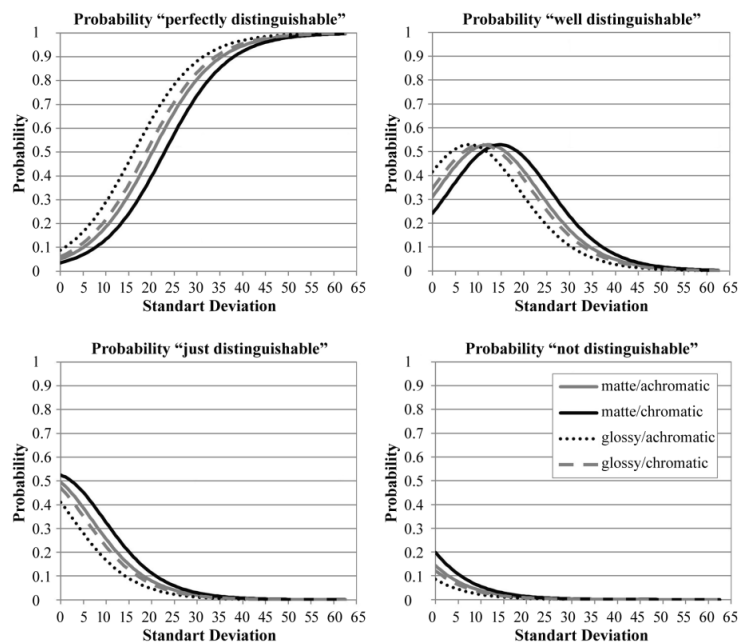 Probability “perfectly distinguishable”
1
0.9
0.8
0.7
0.6
0.5
0.4
0.3
0.2
0.1
0
Probability
0 5 10 15 20 25 30 35 40 45 50 55 60 65
Standart Deviation
Probability “well distinguishable”
1
0.9
0.8
0.7
0.6
0.5
0.4
0.3
0.2
0.1
0
Probability
0 5 10 15 20 25 30 35 40 45 50 55 60 65
Standart Deviation
Probability “just distinguishable”
1
0.9
0.8
0.7
0.6
0.5
0.4
0.3
0.2
0.1
0
Probability
0 5 10 15 20 25 30 35 40 45 50 55 60 65
Standart Deviation
Probability “not distinguishable”
1
0.9
0.8
0.7
0.6
0.5
0.4
0.3
0.2
0.1
0
Probability
matte/achromatic
matte/chromatic
glossy/achromatic
glossy/chromatic
0 5 10 15 20 25 30 35 40 45 50 55 60 65
Standart Deviation